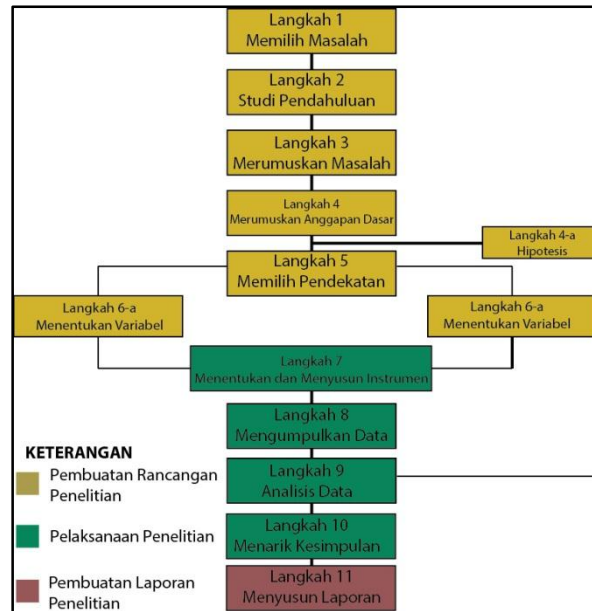 Langkah 1
Memilih Masalah
Langkah 2
Studi Pendahuluan
Langkah 3
Merumuskan Masalah
Langkah 4
Merumuskan Anggapan Dasar
Langkah 4-a
Hipotesis
Langkah 5
Memilih Pendekatan
Langkah 6-a
Menentukan Variabel
Langkah 6-a
Menentukan Variabel
Langkah 7
Menentukan dan Menyusun Instrumen
Langkah 8
Mengumpulkan Data
Langkah 9
Analisis Data
Langkah 10
Menarik Kesimpulan
Langkah 11
Menyusun Laporan
KETERANGAN
Pembuatan Rancangan
Penelitian
Pelaksanaan Penelitian
Pembuatan Laporan
Penelitian